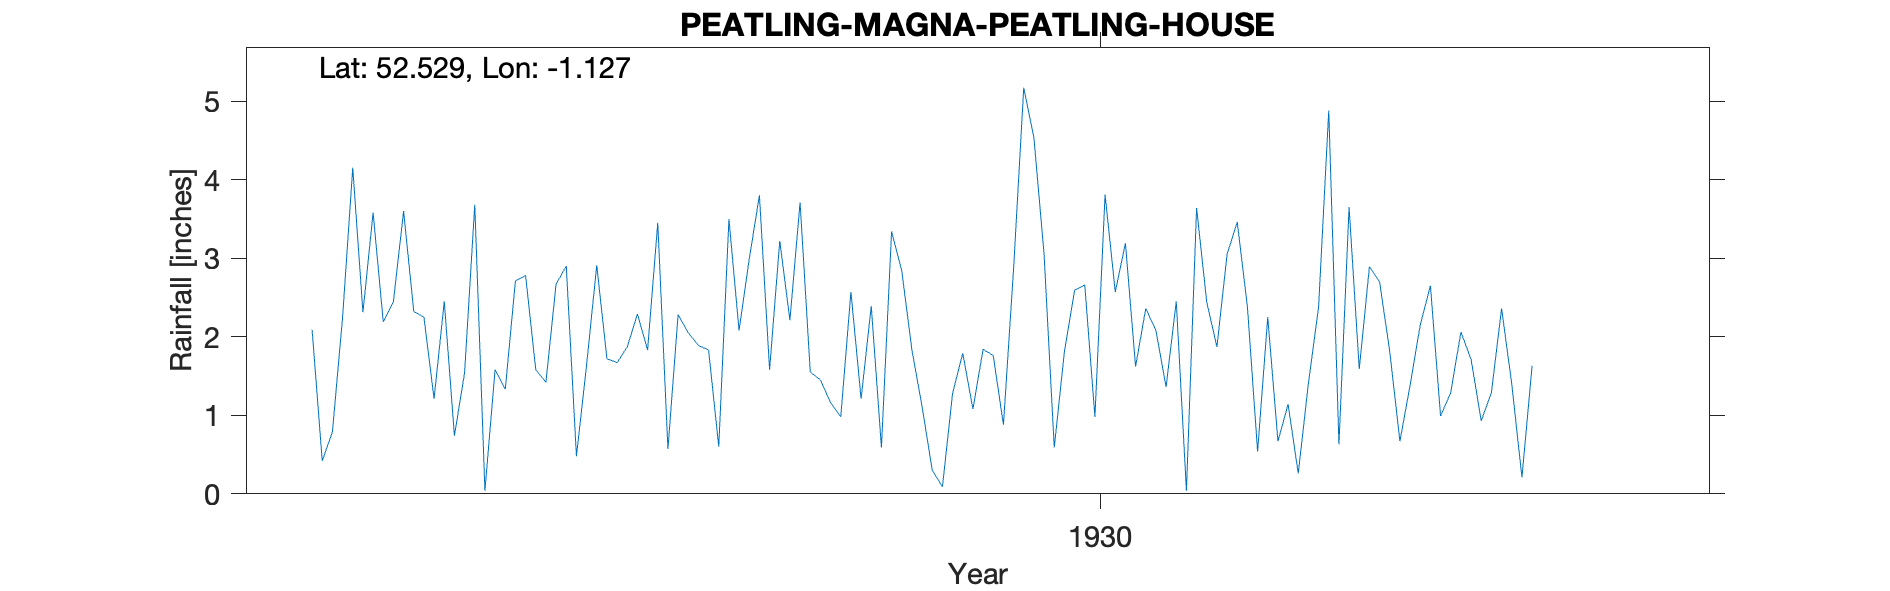 PEATLING-MAGNA-PEATLING-HOUSE
Lat: 52.529, Lon: -1.127
Rainfall [inches]
5
4
3
2
1
0
1930
Year